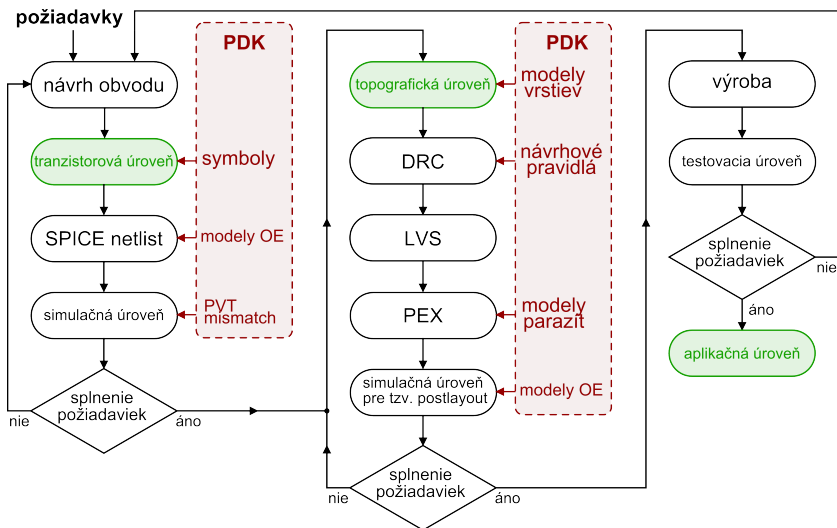 požiadavky
návrh obvodu
tranzistorová úroveň
SPICE netlist
simulačná úroveň
splnenie
požiadaviek
nie
áno
PDK
symboly
modely OE
PVT
mismatch
topografická úroveň
DRC
LVS
PEX
simulačná úroveň
pre tzv. postlayout
splnenie
požiadaviek
nie
áno
PDK
modely
vrstiev
návrhové
pravidlá
modely
parazít
modely OE
výroba
testovacia úroveň
splnenie
požiadaviek
nie
áno
aplikačná úroveň